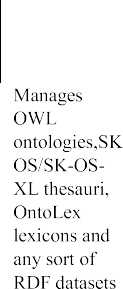 Manages
OWL
ontologies,SK
OS/SK-OS-
XL thesauri,
OntoLex
lexicons and
any sort of
RDF datasets